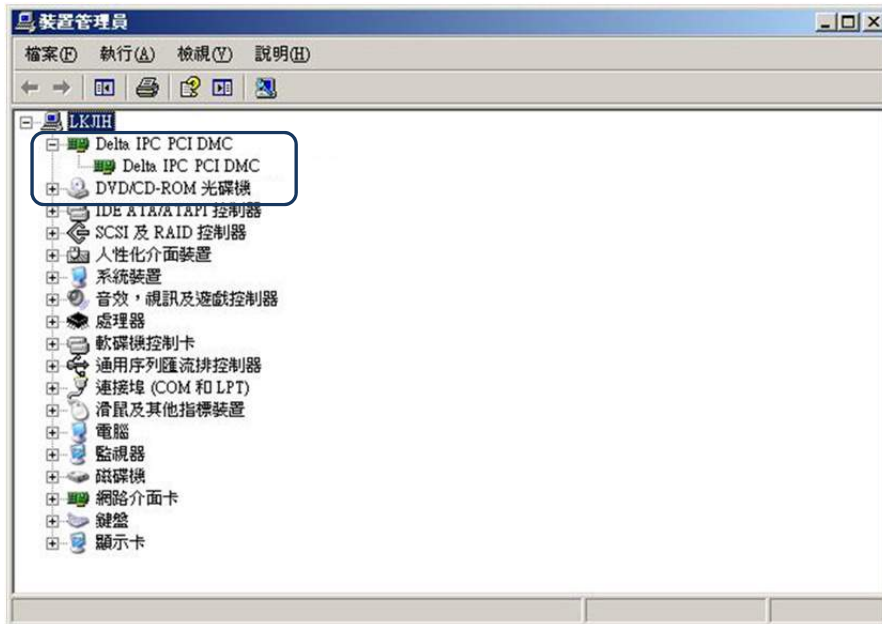 裝置管理員
檔案(F) 執行(A) 檢視(V) 說明(H)
LKJIH
Delta IPC PCI DMC
Delta IPC PCI DMC
DVD/CD-ROM 光碟機
IDE ATA/ATAPI 控制器
SCSI 及 RAID 控制器
人性化介面裝置
系統裝置
音效，視訊及遊戲控制器
處理器
軟碟機控制卡
通用序列匯流排控制器
連接埠 (COM 和 LPT)
滑鼠及其他指標裝置
電腦
監視器
磁碟機
網路介面卡
鍵盤
顯示卡